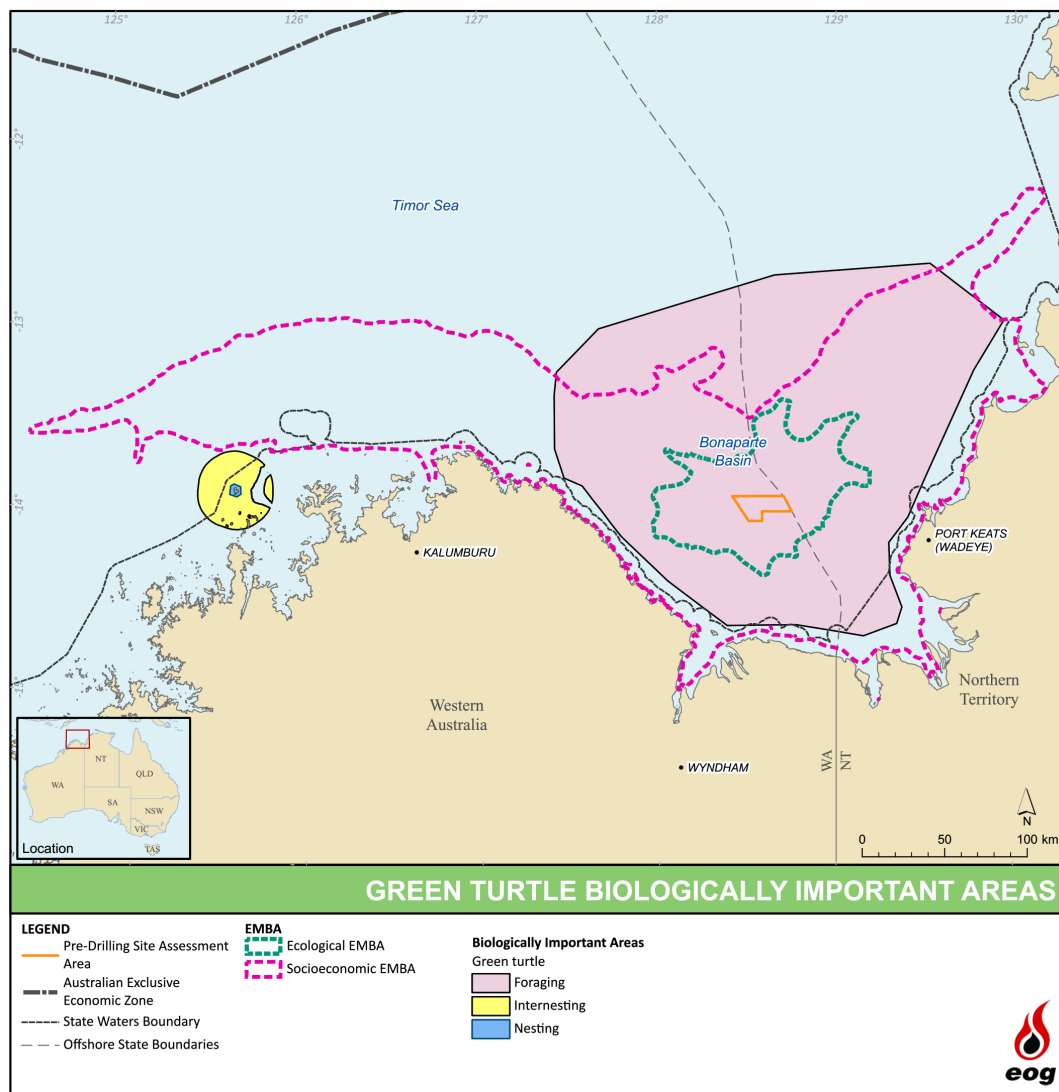 125°
126°
127°
128°
129°
130°
-12°
Timor Sea
-13°
Bonaparte
Basin
-14°
KALUMBURU
PORT KEATS
(WADEYE)
Northern
Territory
Western
Australia
WYNDHAM
WA
NT
WA
NT
QLD
SA
NSW
VIC
TAS
Location
N
0 50 100 km
GREEN TURTLE BIOLOGICALLY IMPORTANT AREAS
LEGEND
Pre-Drilling Site Assessment
Area
Australian Exclusive
Economic Zone
State Waters Boundary
Offshore State Boundaries
EMBA
Ecological EMBA
Socioeconomic EMBA
Biologically Important Areas
Green turtle
Foraging
Internesting
Nesting
eog